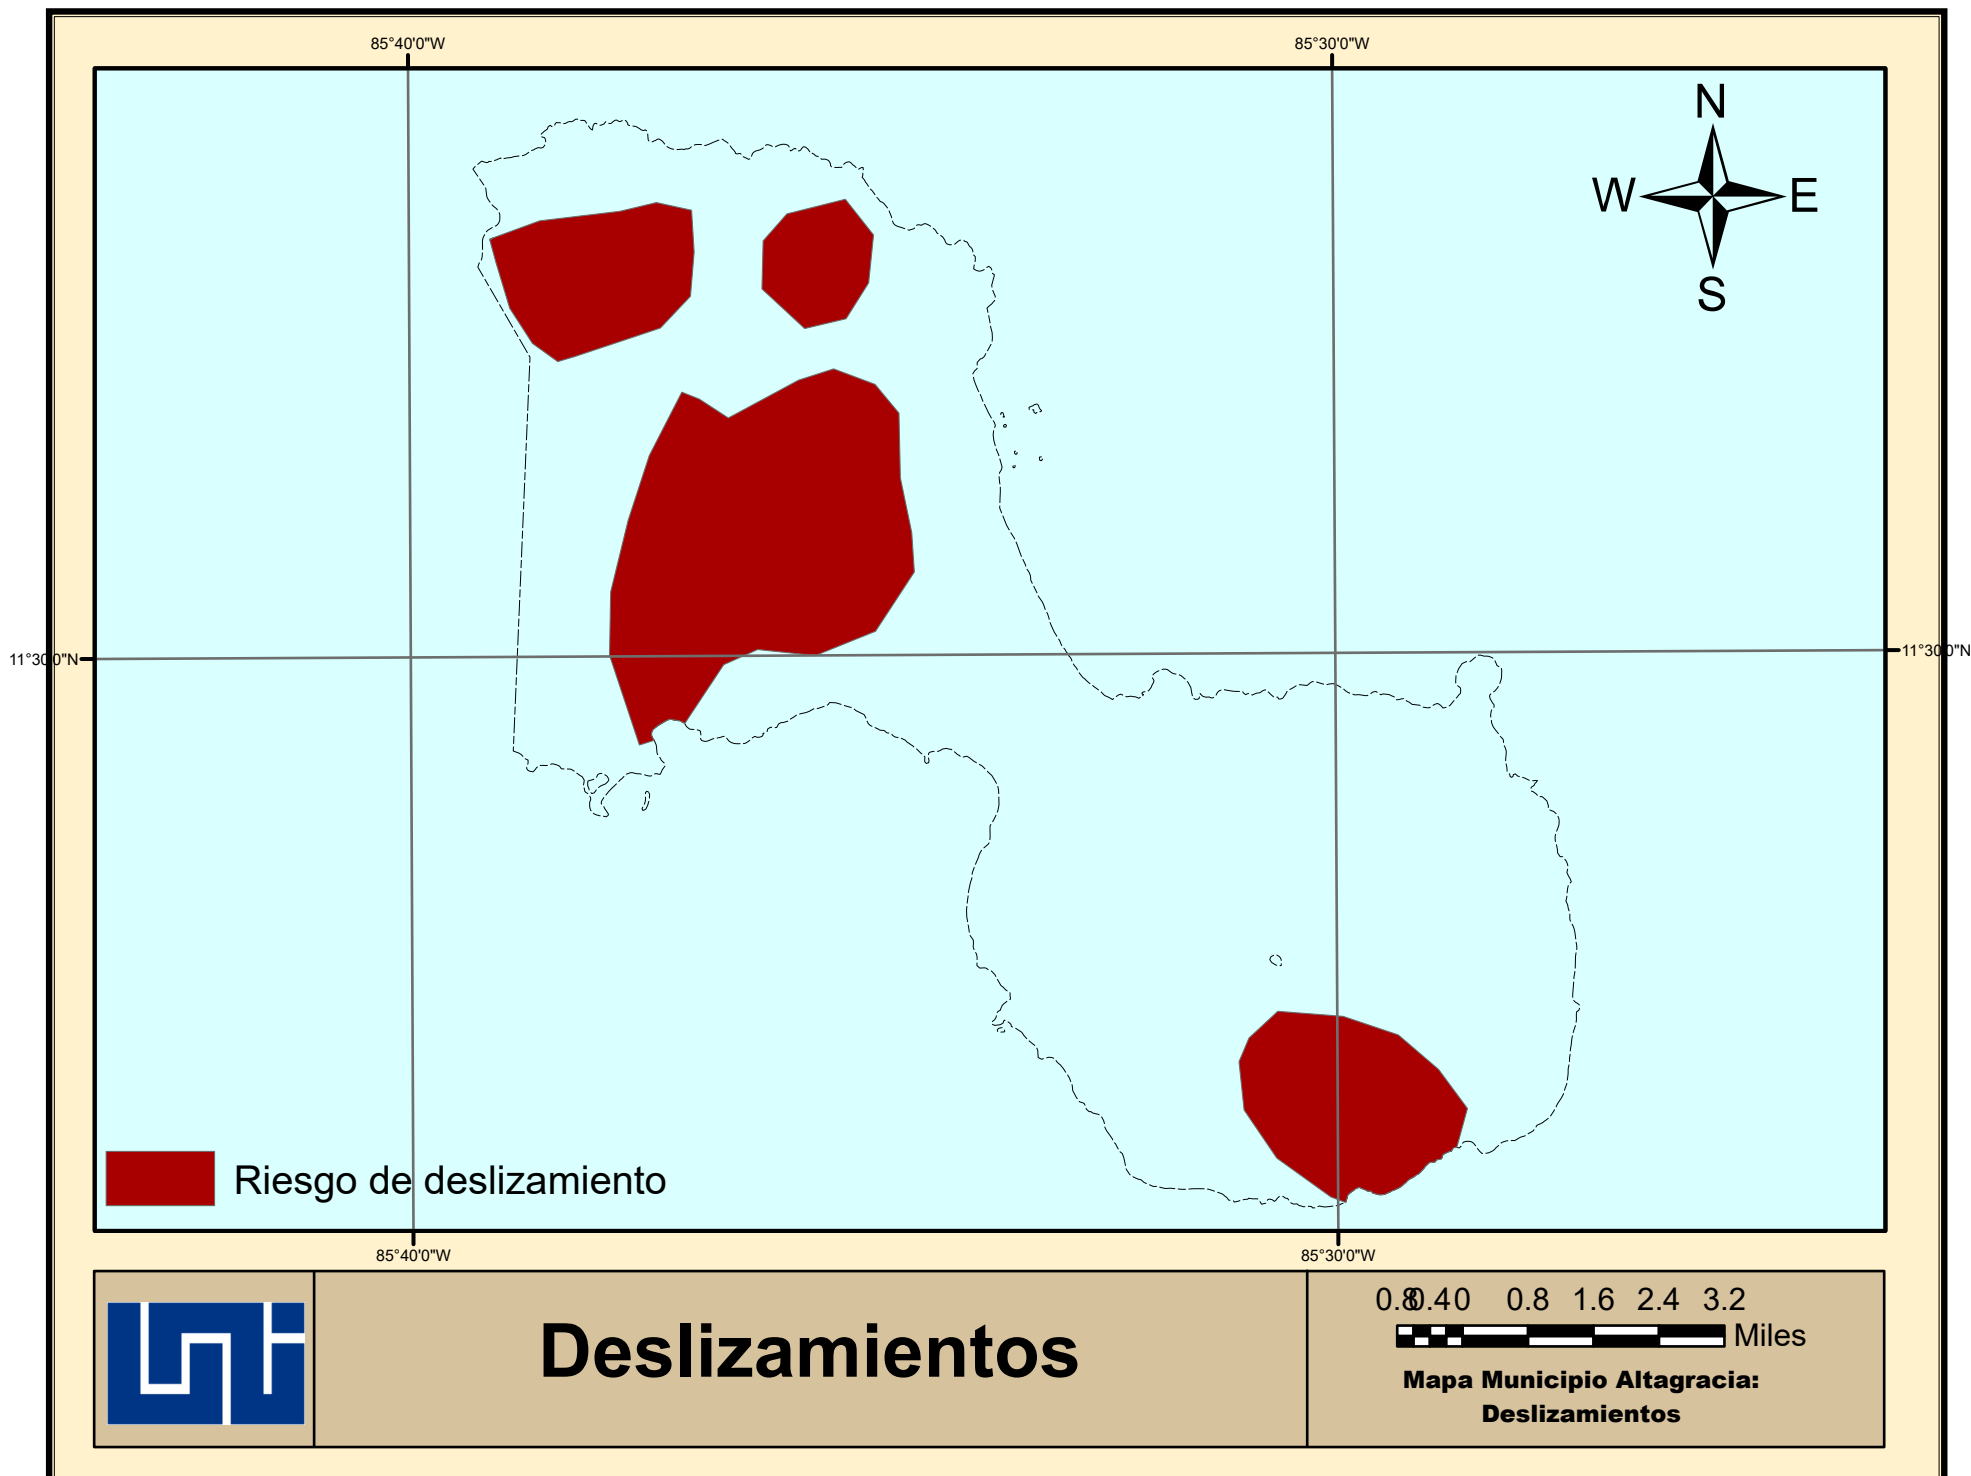 85°40'0"W 85°30'0"W
N
W E
S
11°30'0"N 11°30'0"N
Riesgo de deslizamiento
85°40'0"W 85°30'0"W
Deslizamientos
0.8 0.4 0 0.8 1.6 2.4 3.2
Miles
Mapa Municipio Altagracia:
Deslizamientos